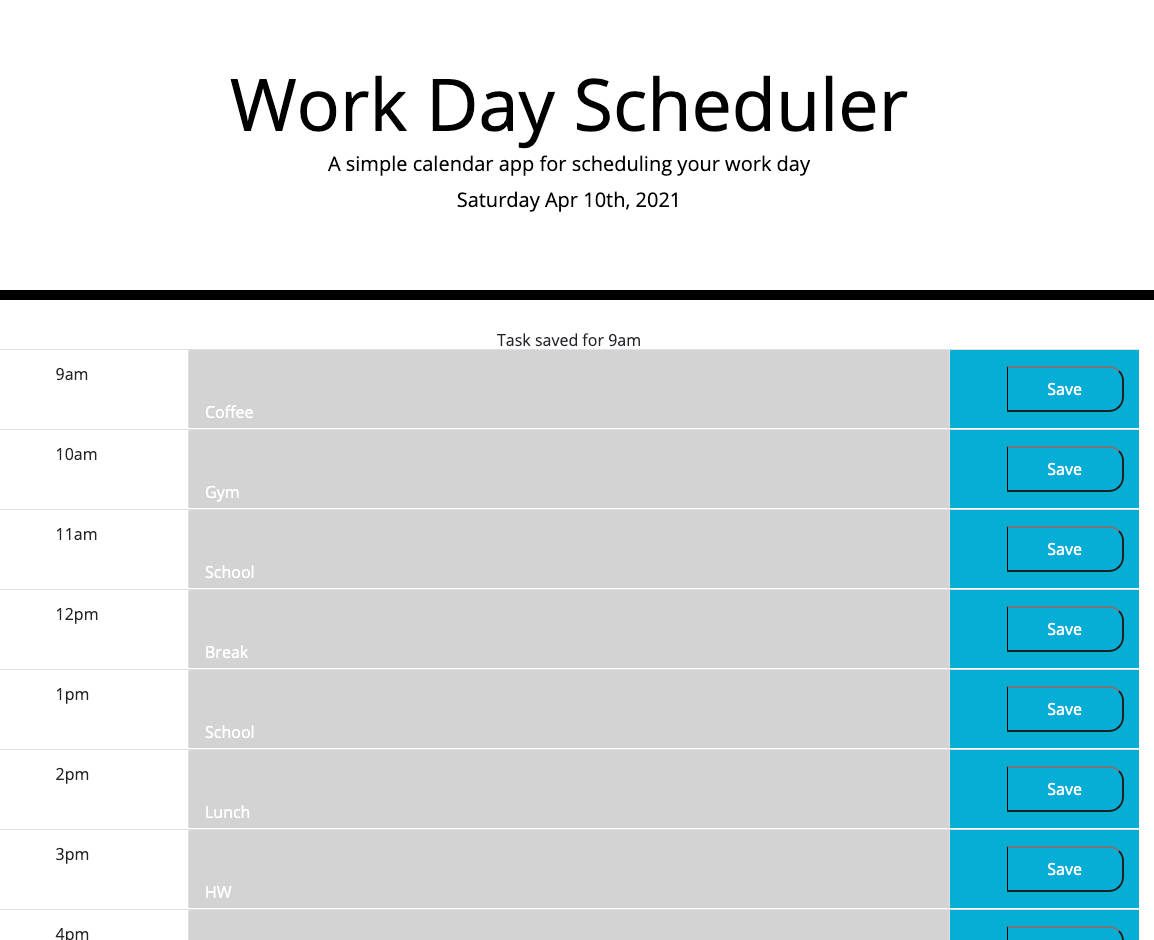 Work Day Scheduler
A simple calendar app for scheduling your work day
Saturday Apr 10th, 2021
Task saved for 9am
9am
Coffee
Save
10am
Gym
Save
11am
School
Save
12pm
Break
Save
1pm
School
Save
2pm
Lunch
Save
3pm
HW
Save
4pm